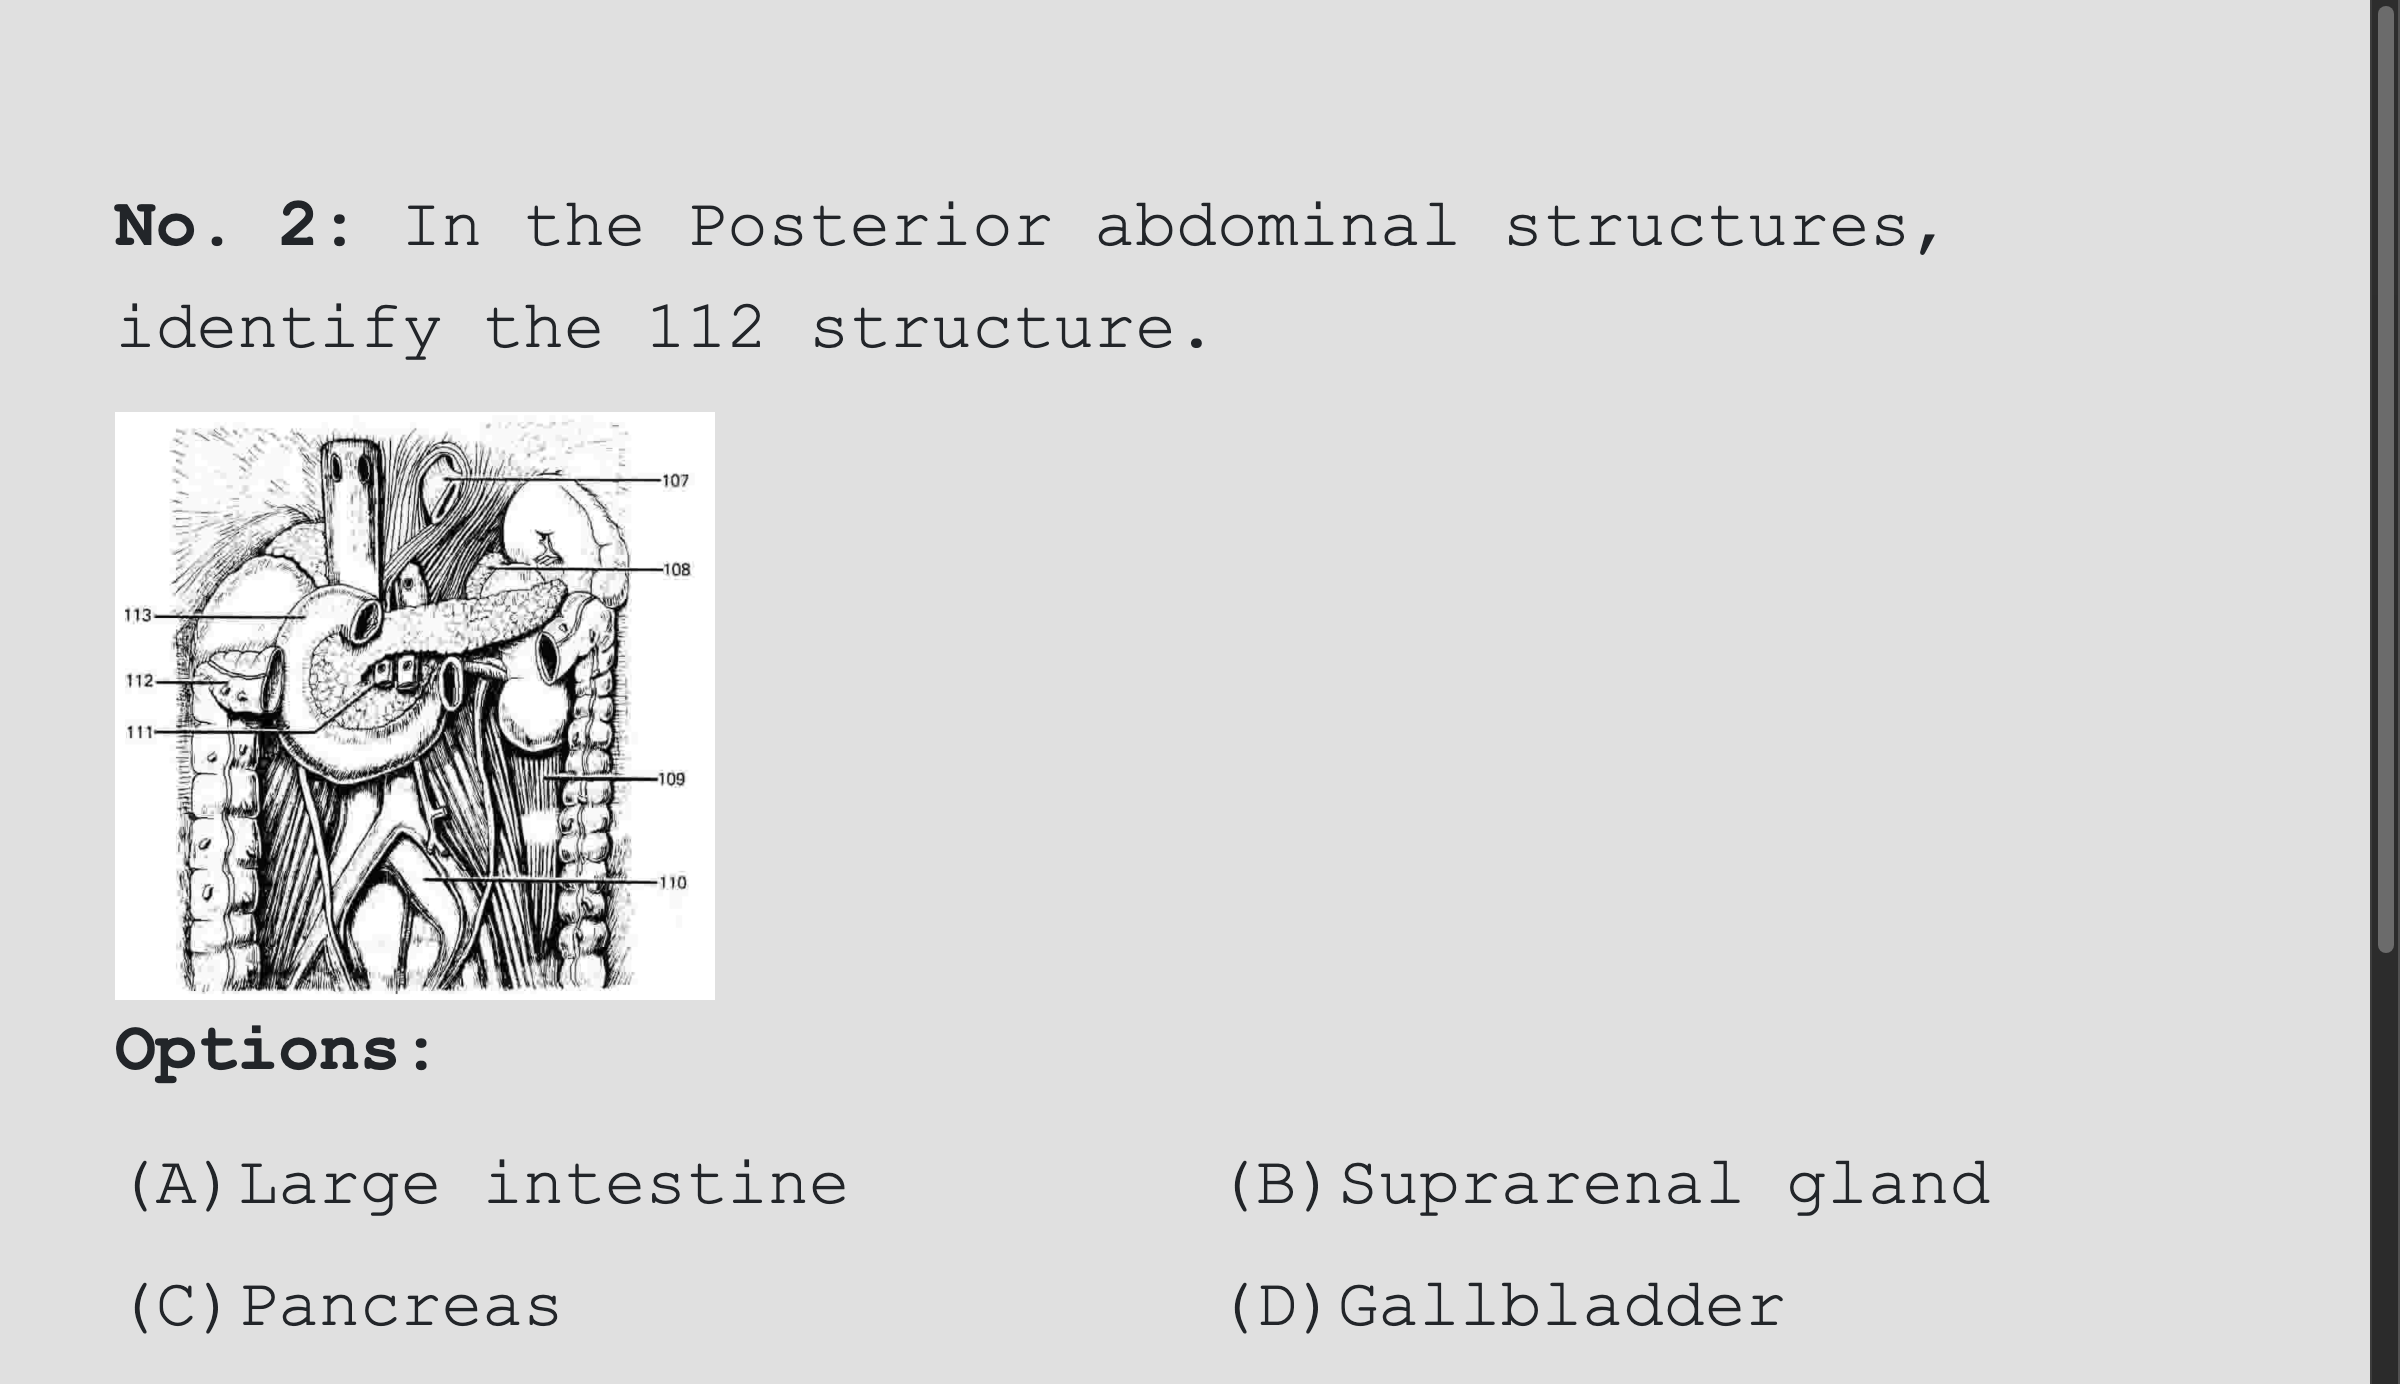 No. 2: In the Posterior abdominal structures,
identify the 112 structure.
107
108
113
112
111
109
110
Options:
(A) Large intestine
(B) Suprarenal gland
(C) Pancreas
(D) Gallbladder